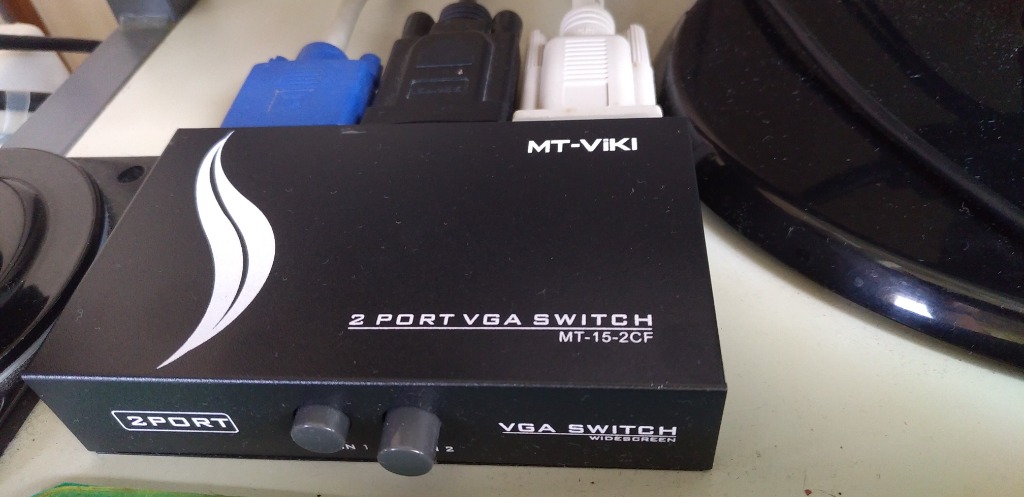 MT-ViKI
2 PORT VGA SWITCH
MT-15-2CF
2PORT
VGA SWITCH
WIDESCREEN